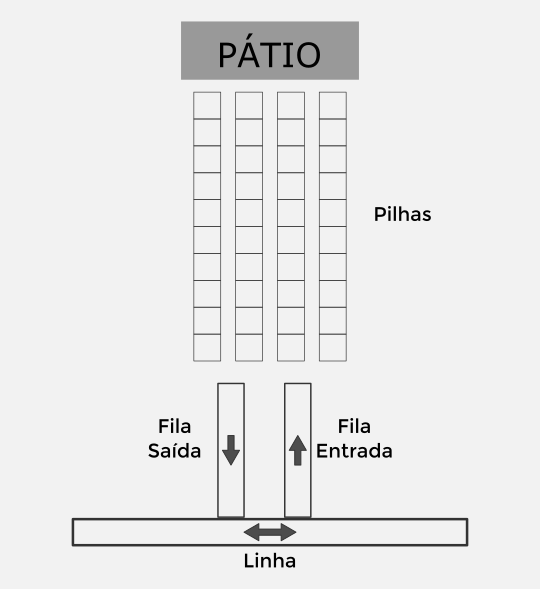 PÁTIO
Pilhas
Fila
Saída
Fila
Entrada
Linha